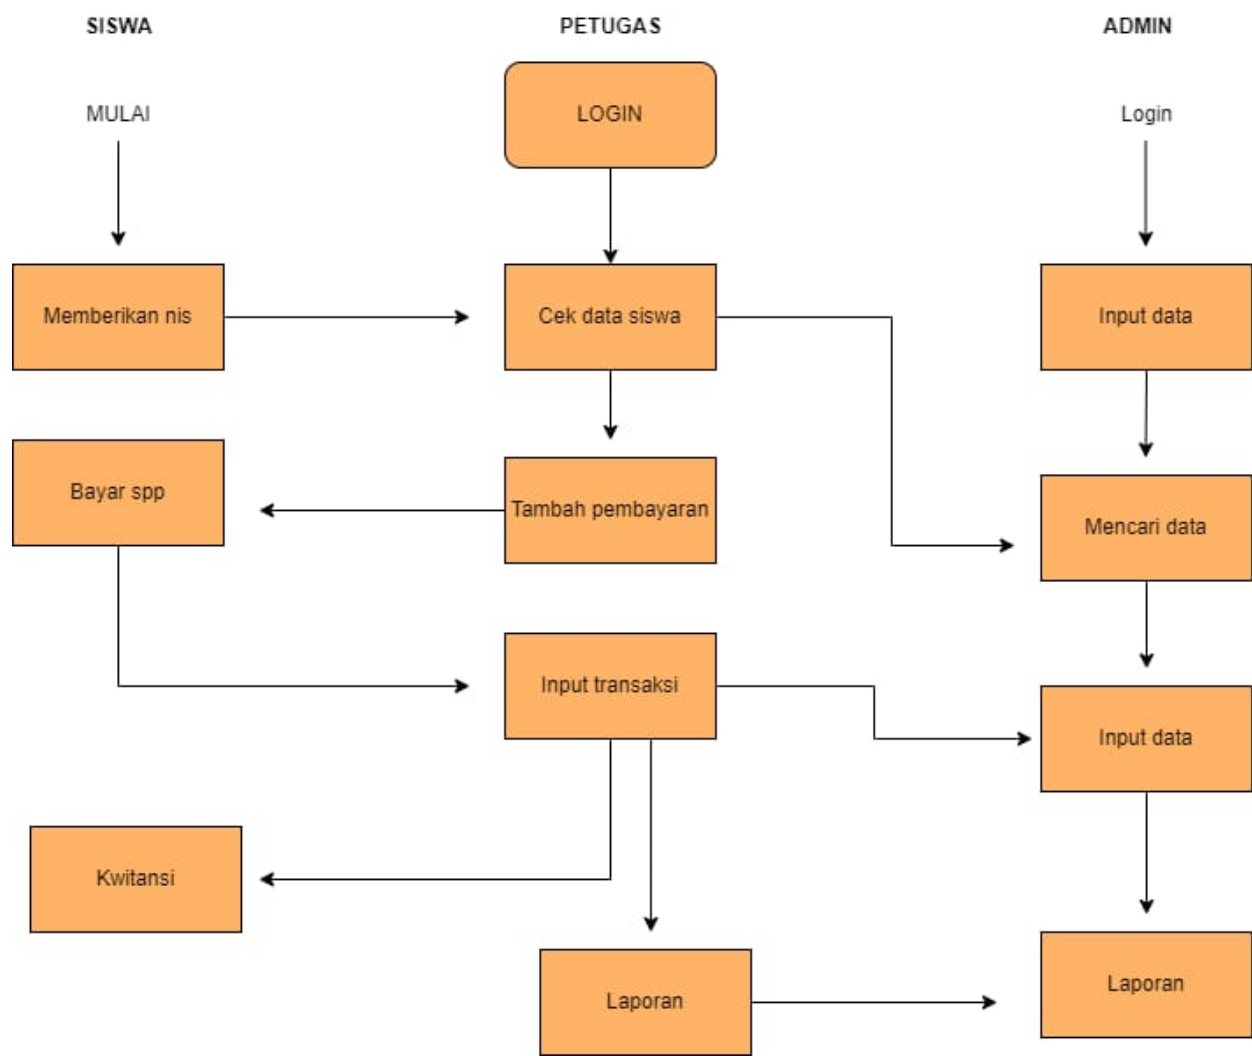 SISWA
PETUGAS
ADMIN
MULAI
LOGIN
Login
Memberikan nis
Cek data siswa
Input data
Bayar spp
Tambah pembayaran
Mencari data
Input transaksi
Input data
Kwitansi
Laporan
Laporan